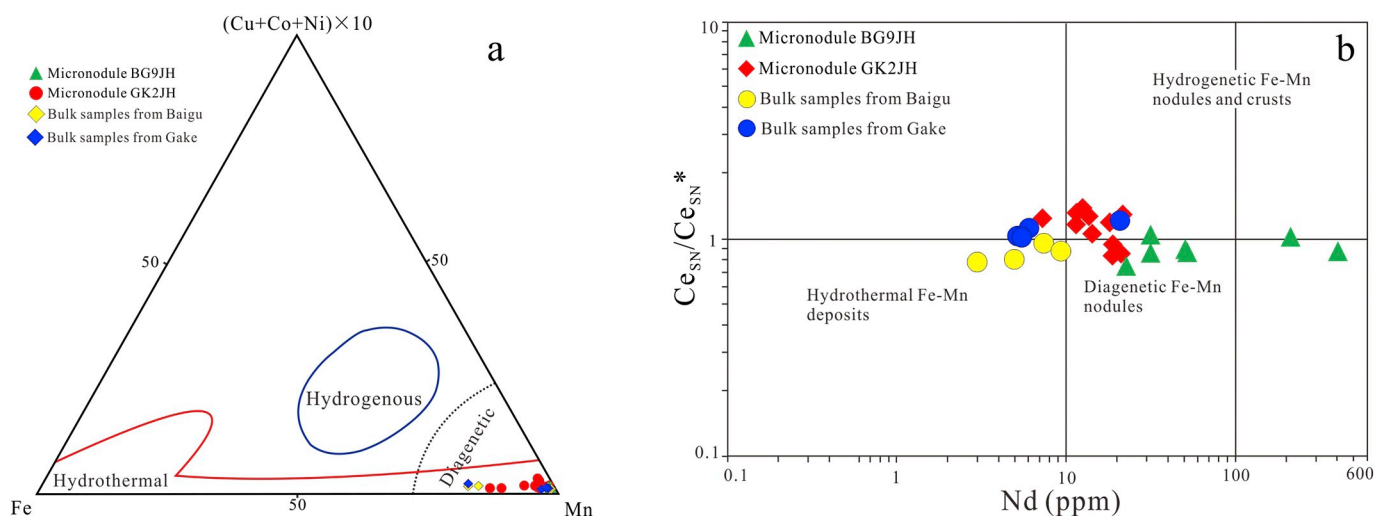 (Cu+Co+Ni)×10
a
Micronodule BG9JH
Micronodule GK2JH
Bulk samples from Baigu
Bulk samples from Gake
50
50
Hydrogenous
Diagenetic
Hydrothermal
Fe
50
Mn
b
10
Micronodule BG9JH
Micronodule GK2JH
Bulk samples from Baigu
Bulk samples from Gake
Hydrogenetic Fe-Mn
nodules and crusts
CeSN/CeSN*
1
Hydrothermal Fe-Mn
deposits
Diagenetic Fe-Mn
nodules
0.1
0.1
1
10
100
600
Nd (ppm)